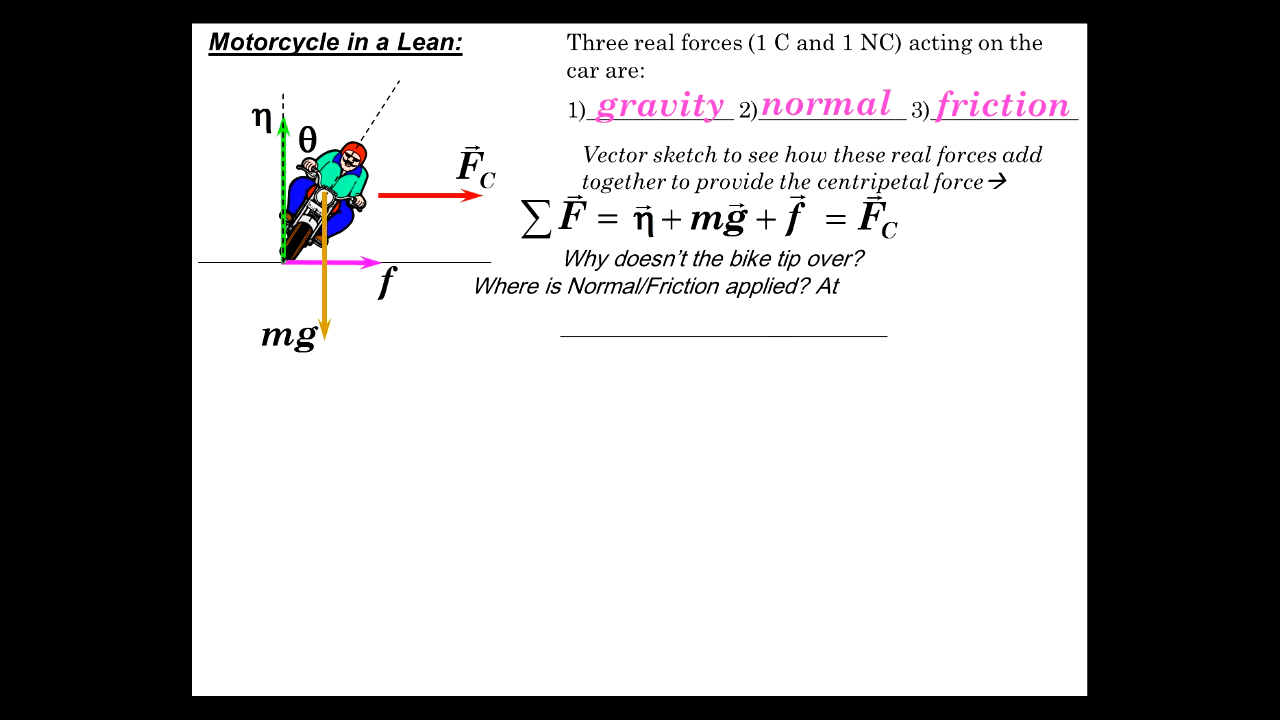 Motorcycle in a Lean:
Three real forces (1 C and 1 NC) acting on the
car are:
1) gravity 2) normal 3) friction
Vector sketch to see how these real forces add
together to provide the centripetal force→
∑F⃗ = η⃗ + mg⃗ + f⃗ = F⃗_C
Why doesn't the bike tip over?
Where is Normal/Friction applied? At
η
θ
F⃗_C
f
mg